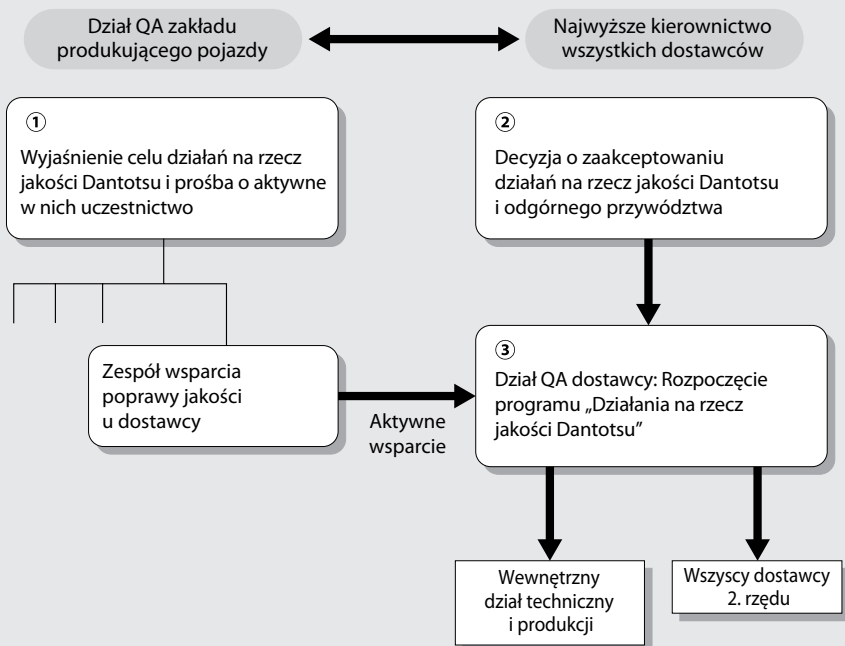 Dział QA zakładu
produkującego pojazdy
Najwyższe kierownictwo
wszystkich dostawców
1
Wyjaśnienie celu działań na rzecz
jakości Dantotsu i prośba o aktywne
w nich uczestnictwo
2
Decyzja o zaakceptowaniu
działań na rzecz jakości Dantotsu
i odgórnego przywództwa
Zespół wsparcia
poprawy jakości
u dostawcy
Aktywne
wsparcie
3
Dział QA dostawcy: Rozpoczęcie
programu „Działania na rzecz
jakości Dantotsu”
Wewnętrzny
dział techniczny
i produkcji
Wszyscy dostawcy
2. rzędu